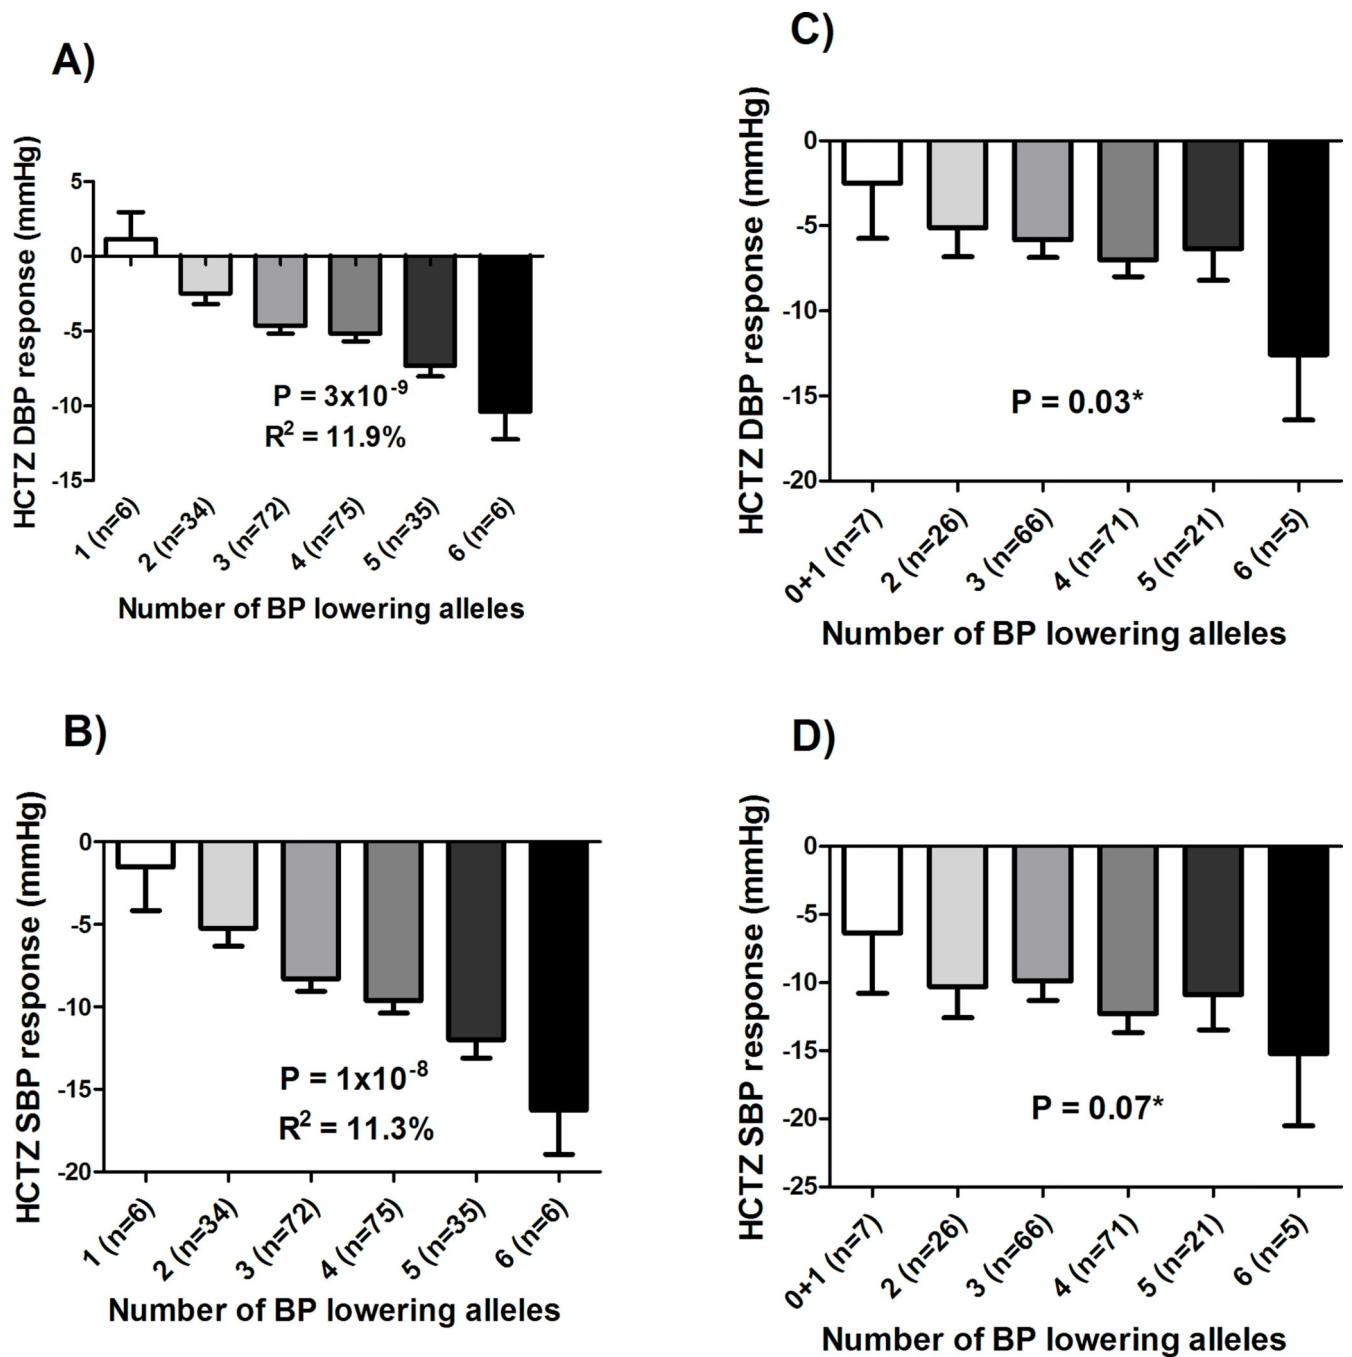 A)
HCTZ DBP response (mmHg)
5
0
-5
-10
-15
P = 3x10⁻⁹
R² = 11.9%
1 (n=6)
2 (n=34)
3 (n=72)
4 (n=75)
5 (n=35)
6 (n=6)
Number of BP lowering alleles
B)
HCTZ SBP response (mmHg)
0
-5
-10
-15
-20
P = 1x10⁻⁸
R² = 11.3%
1 (n=6)
2 (n=34)
3 (n=72)
4 (n=75)
5 (n=35)
6 (n=6)
Number of BP lowering alleles
C)
HCTZ DBP response (mmHg)
0
-5
-10
-15
-20
P = 0.03*
0+1 (n=7)
2 (n=26)
3 (n=66)
4 (n=71)
5 (n=21)
6 (n=5)
Number of BP lowering alleles
D)
HCTZ SBP response (mmHg)
0
-5
-10
-15
-20
-25
P = 0.07*
0+1 (n=7)
2 (n=26)
3 (n=66)
4 (n=71)
5 (n=21)
6 (n=5)
Number of BP lowering alleles